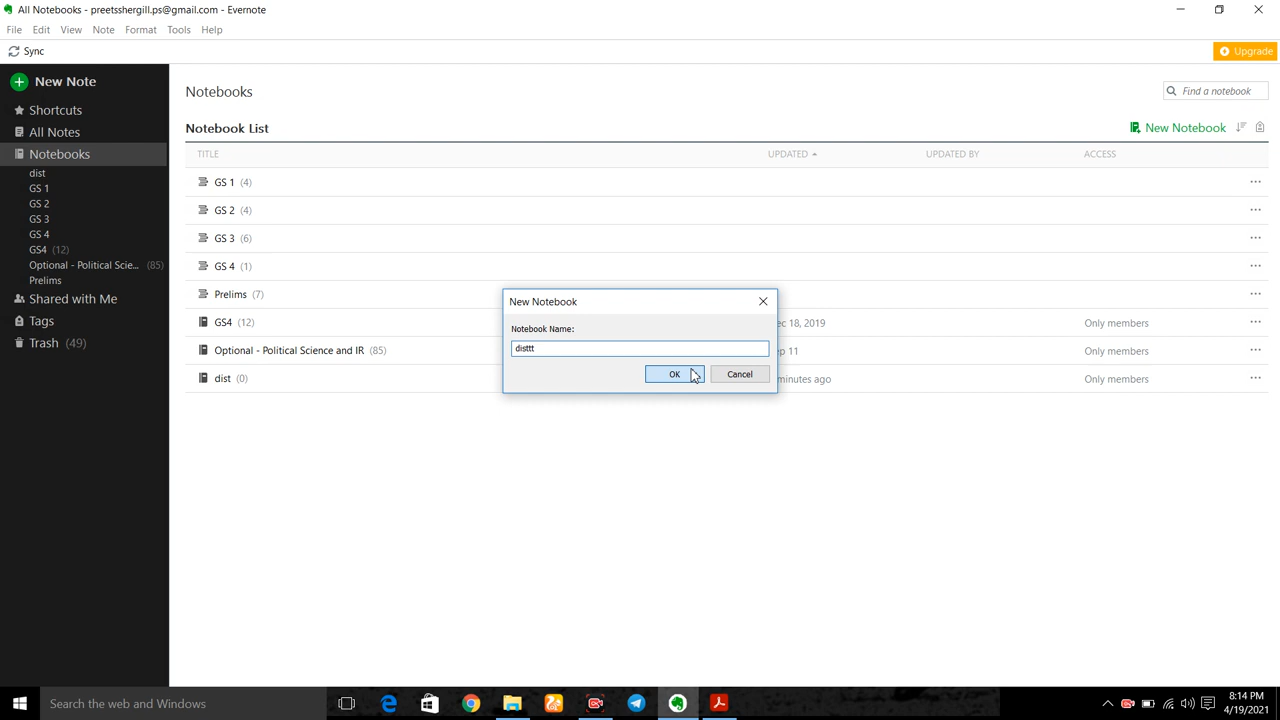 All Notebooks - preetsshergill.ps@gmail.com - Evernote
File Edit View Note Format Tools Help
Sync
Upgrade
New Note
Shortcuts
All Notes
Notebooks
dist
GS 1
GS 2
GS 3
GS 4
GS4 (12)
Optional - Political Scie... (85)
Prelims
Shared with Me
Tags
Trash (49)
Notebooks
Find a notebook
Notebook List
New Notebook
TITLE UPDATED UPDATED BY ACCESS
GS 1 (4)
GS 2 (4)
GS 3 (6)
GS 4 (1)
Prelims (7)
GS4 (12) ec 18, 2019 Only members
Optional - Political Science and IR (85) ep 11 Only members
dist (0) minutes ago Only members
New Notebook
Notebook Name:
disttt
OK Cancel
Search the web and Windows
8:14 PM
4/19/2021